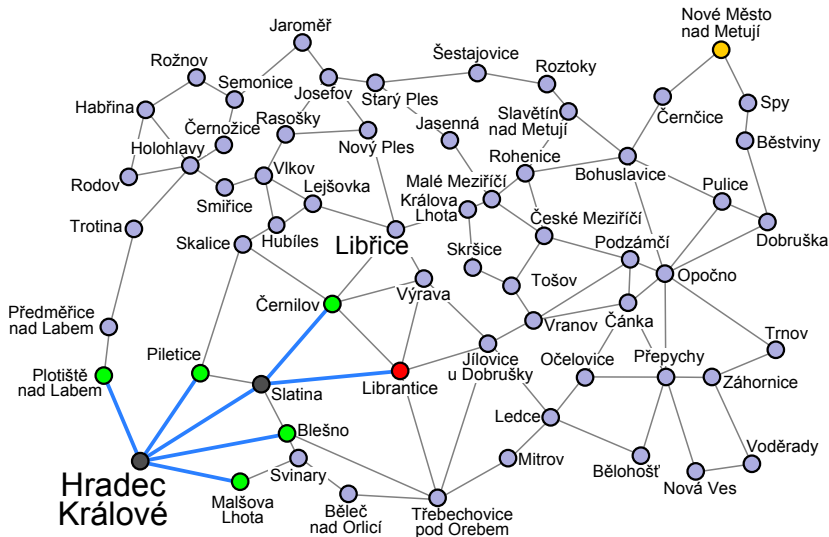 Jaroměř
Nové Město
nad Metují
Rožnov
Šestajovice
Semonice
Josefov
Starý Ples
Roztoky
Habřina
Rasošky
Slavětín
nad Metují
Černčice
Spy
Černožice
Nový Ples
Jasenná
Běstviny
Holohlavy
Rohenice
Vlkov
Bohuslavice
Rodov
Lejšovka
Malé Meziříčí
Pulice
Smiřice
Králova
Lhota
Trotina
Hubíles
České Meziříčí
Dobruška
Skalice
Libřice
Podzámčí
Skršice
Opočno
Tošov
Výrava
Černilov
Předměřice
nad Labem
Vranov
Čánka
Trnov
Piletice
Jílovice
u Dobrušky
Očelovice
Přepychy
Plotiště
nad Labem
Slatina
Librantice
Záhornice
Blešno
Ledce
Voděrady
Hradec
Králové
Svinary
Mitrov
Bělohošť
Nová Ves
Malšova
Lhota
Běleč
nad Orlicí
Třebechovice
pod Orebem